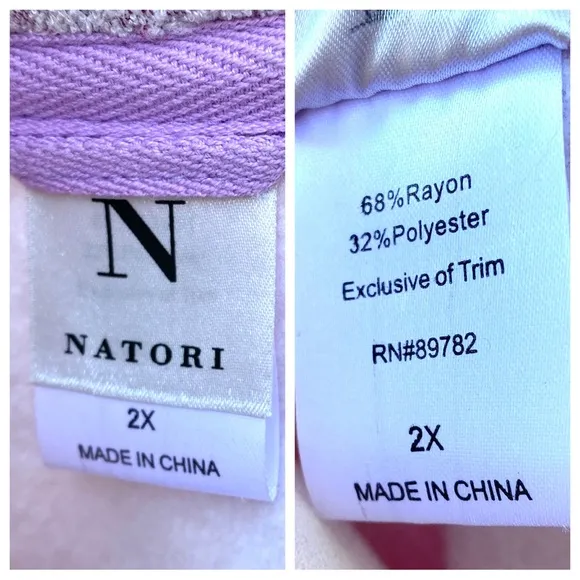 N
NATORI
2X
MADE IN CHINA
68%Rayon
32%Polyester
Exclusive of Trim
RN#89782
2X
MADE IN CHINA